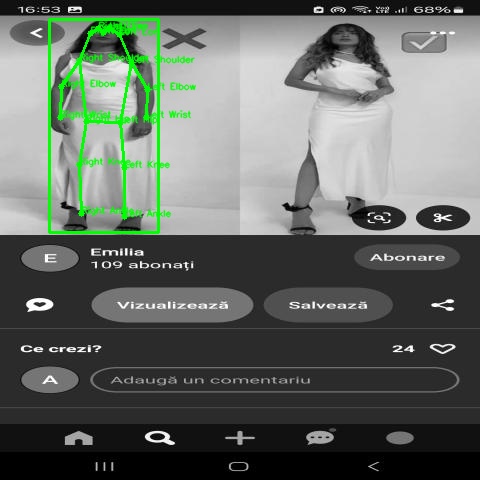 16:53 68%
Right Shoulder Left Shoulder
Right Elbow Left Elbow
Right Wrist Left Wrist
Right Knee Left Knee
Right Ankle Left Ankle
E
Emilia
109 abonați
Abonare
Vizualizează
Salvează
Ce crezi?
24
A
Adaugă un comentariu